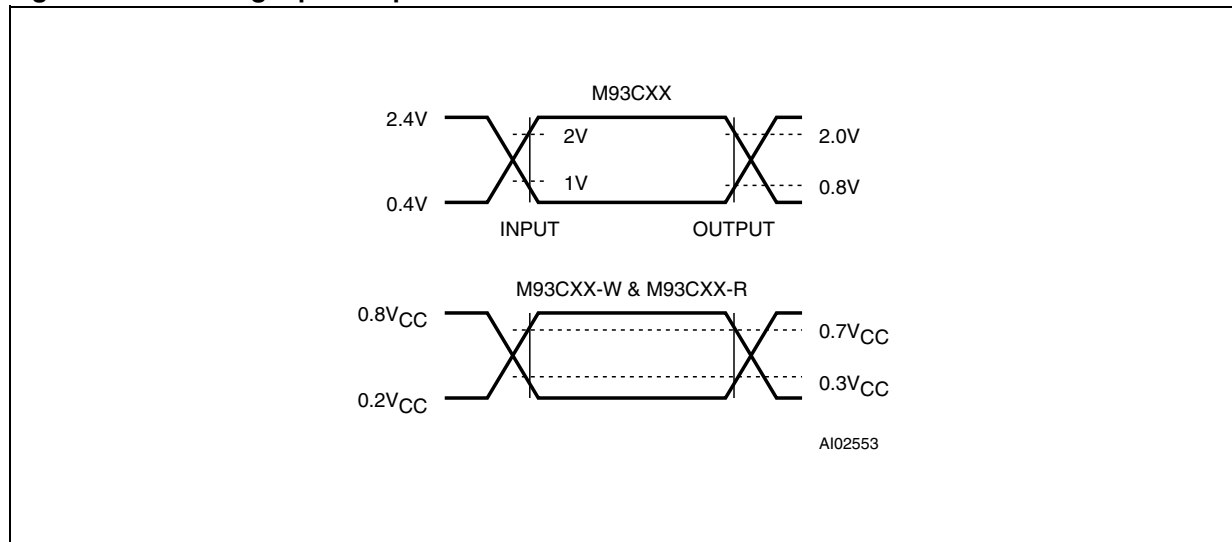 M93CXX
2.4V
2V
2.0V
1V
0.8V
0.4V
INPUT
OUTPUT
M93CXX-W & M93CXX-R
0.8VCC
0.7VCC
0.3VCC
0.2VCC
AI02553